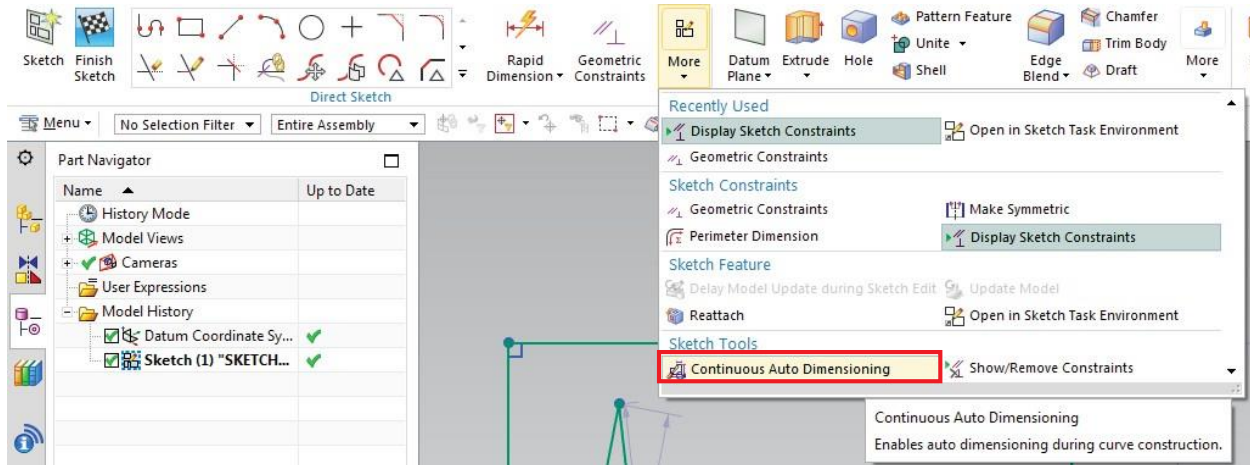 Sketch
Finish Sketch
Direct Sketch
Rapid Dimension
Geometric Constraints
More
Datum Plane
Extrude
Hole
Pattern Feature
Unite
Shell
Edge Blend
Chamfer
Trim Body
Draft
More
Menu
No Selection Filter
Entire Assembly
Part Navigator
Name
Up to Date
History Mode
Model Views
Cameras
User Expressions
Model History
Datum Coordinate Sy...
Sketch (1) "SKETCH...
Recently Used
Display Sketch Constraints
Open in Sketch Task Environment
Geometric Constraints
Sketch Constraints
Geometric Constraints
Make Symmetric
Perimeter Dimension
Display Sketch Constraints
Sketch Feature
Delay Model Update during Sketch Edit
Update Model
Reattach
Open in Sketch Task Environment
Sketch Tools
Continuous Auto Dimensioning
Show/Remove Constraints
Continuous Auto Dimensioning
Enables auto dimensioning during curve construction.